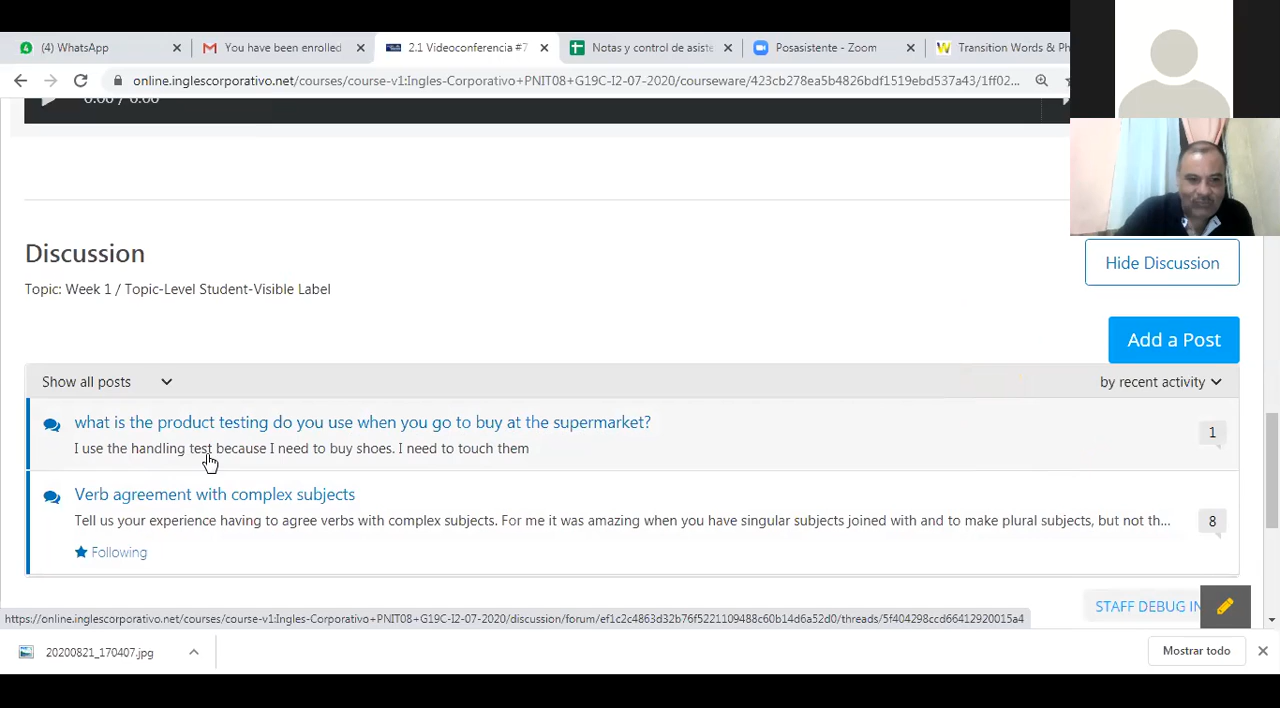 4
(4) WhatsApp
You have been enrolled
2.1 Videoconferencia #7
Notas y control de asiste
Posasistente - Zoom
W
Transition Words & Ph
online.inglescorporativo.net/courses/course-v1:Ingles-Corporativo+PNIT08+G19C-I2-07-2020/courseware/423cb278ea5b4826bdf1519ebd537a43/1ff02...
0:00 / 0:00
Discussion
Hide Discussion
Topic: Week 1 / Topic-Level Student-Visible Label
Add a Post
Show all posts
by recent activity
what is the product testing do you use when you go to buy at the supermarket?
1
I use the handling test because I need to buy shoes. I need to touch them
Verb agreement with complex subjects
Tell us your experience having to agree verbs with complex subjects. For me it was amazing when you have singular subjects joined with and to make plural subjects, but not th...
8
Following
STAFF DEBUG IN
https://online.inglescorporativo.net/courses/course-v1:Ingles-Corporativo+PNIT08+G19C-I2-07-2020/discussion/forum/ef1c2c4863d32b76f5221109488c60b14d6a52d0/threads/5f404298ccd66412920015a4
20200821_170407.jpg
Mostrar todo